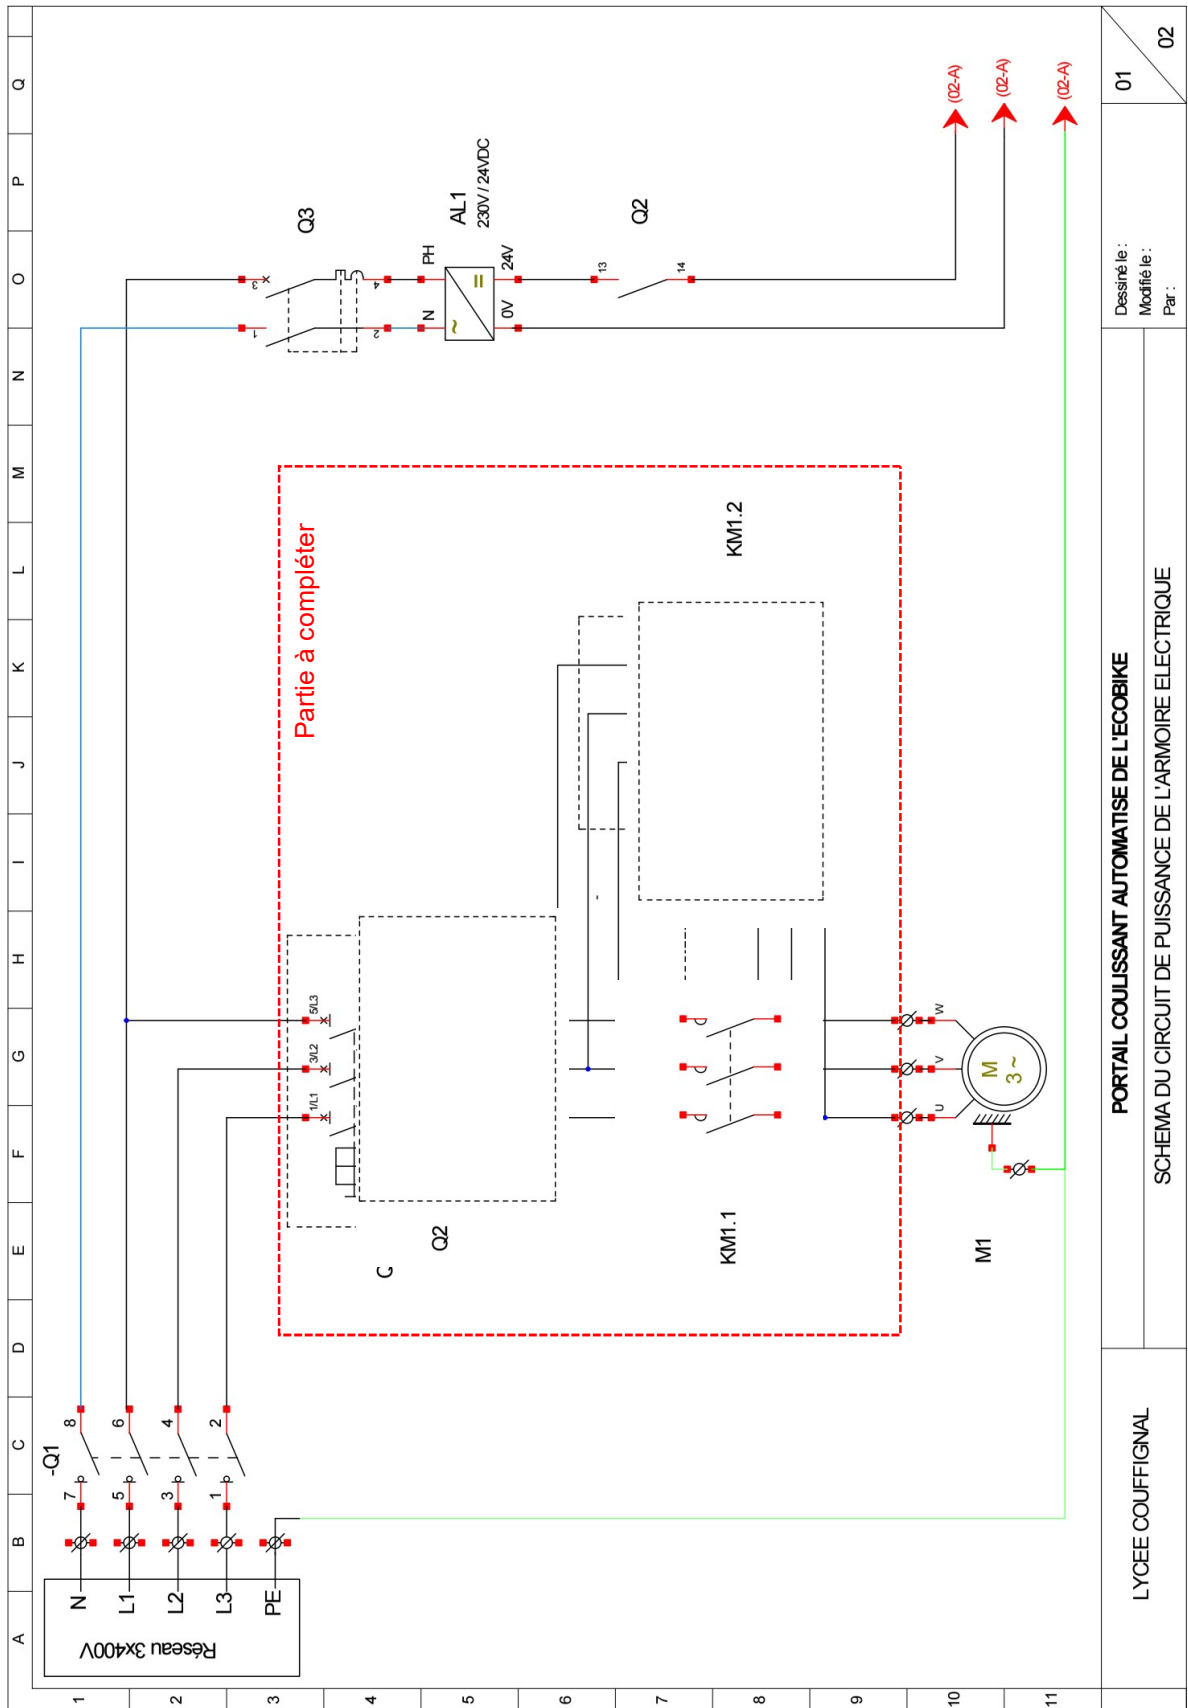 A B C D E F G H I J K L M N O P Q
1
2
3
4
5
6
7
8
9
10
11
Réseau 3x400V
N
L1
L2
L3
PE
-Q1
7 8
5 6
3 4
1 2
Partie à compléter
1/L1 3/L2 5/L3
Q2
KM1.1
KM1.2
U V W
M
3 ~
M1
1 3
2 4
Q3
N PH
~ =
0V 24V
AL1
230V / 24VDC
13
14
Q2
(02-A)
(02-A)
(02-A)
LYCEE COUFFIGNAL
PORTAIL COULISSANT AUTOMATISE DE L'ECOBIKE
SCHEMA DU CIRCUIT DE PUISSANCE DE L'ARMOIRE ELECTRIQUE
Dessiné le :
Modifié le :
Par :
01
02